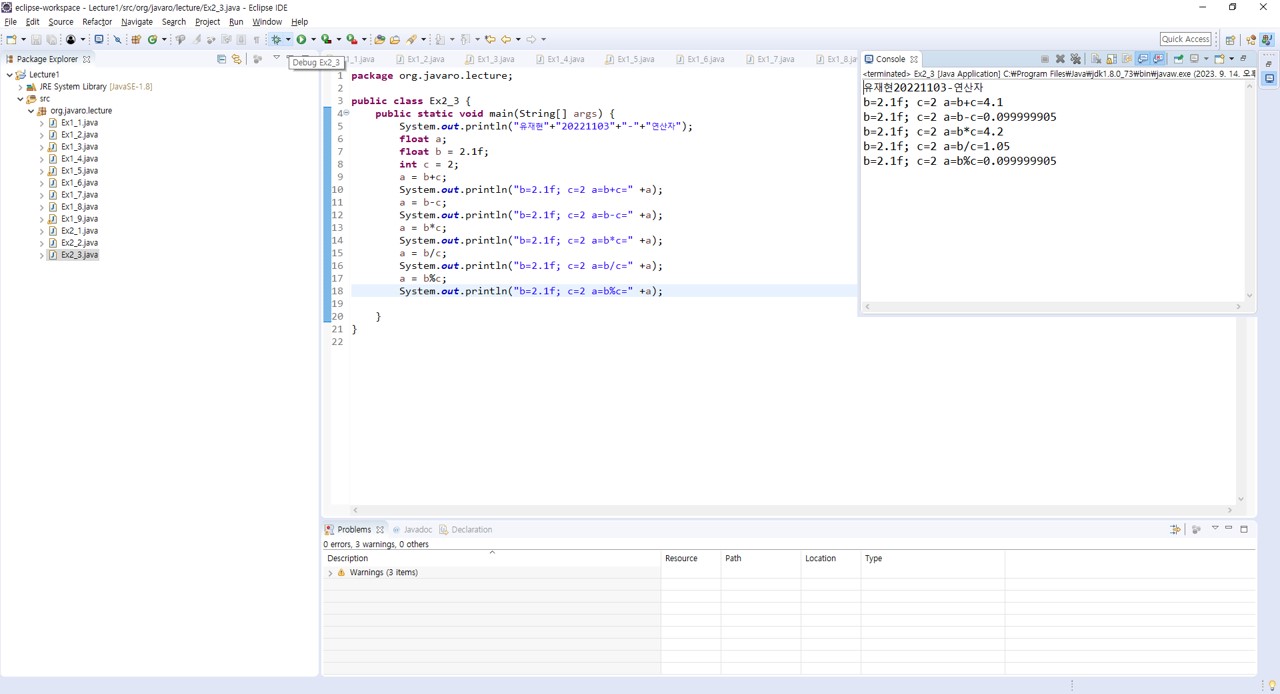 eclipse-workspace - Lecture1/src/org/javaro/lecture/Ex2_3.java - Eclipse IDE
File Edit Source Refactor Navigate Search Project Run Window Help
Quick Access
Package Explorer
Debug Ex2_3
_1.java Ex1_2.java Ex1_3.java Ex1_4.java Ex1_5.java Ex1_6.java Ex1_7.java Ex1_8.jav
Lecture1
JRE System Library [JavaSE-1.8]
src
org.javaro.lecture
Ex1_1.java
Ex1_2.java
Ex1_3.java
Ex1_4.java
Ex1_5.java
Ex1_6.java
Ex1_7.java
Ex1_8.java
Ex1_9.java
Ex2_1.java
Ex2_2.java
Ex2_3.java
1 package org.javaro.lecture;
2
3 public class Ex2_3 {
4 public static void main(String[] args) {
5 System.out.println("유재현"+"20221103"+"-"+"연산자");
6 float a;
7 float b = 2.1f;
8 int c = 2;
9 a = b+c;
10 System.out.println("b=2.1f; c=2 a=b+c=" +a);
11 a = b-c;
12 System.out.println("b=2.1f; c=2 a=b-c=" +a);
13 a = b*c;
14 System.out.println("b=2.1f; c=2 a=b*c=" +a);
15 a = b/c;
16 System.out.println("b=2.1f; c=2 a=b/c=" +a);
17 a = b%c;
18 System.out.println("b=2.1f; c=2 a=b%c=" +a);
19
20 }
21 }
22
Console
<terminated> Ex2_3 [Java Application] C:₩Program Files₩Java₩jdk1.8.0_73₩bin₩javaw.exe (2023. 9. 14. 오후
유재현20221103-연산자
b=2.1f; c=2 a=b+c=4.1
b=2.1f; c=2 a=b-c=0.099999905
b=2.1f; c=2 a=b*c=4.2
b=2.1f; c=2 a=b/c=1.05
b=2.1f; c=2 a=b%c=0.099999905
Problems Javadoc Declaration
0 errors, 3 warnings, 0 others
Description Resource Path Location Type
Warnings (3 items)